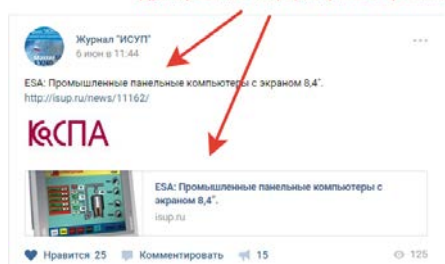 Журнал "ИСУП"
6 июн в 11:44
ESA: Промышленные панельные компьютеры с экраном 8,4".
http://isup.ru/news/11162/
КСПА
ESA: Промышленные панельные компьютеры с
экраном 8,4".
isup.ru
Нравится 25 Комментировать 15 125